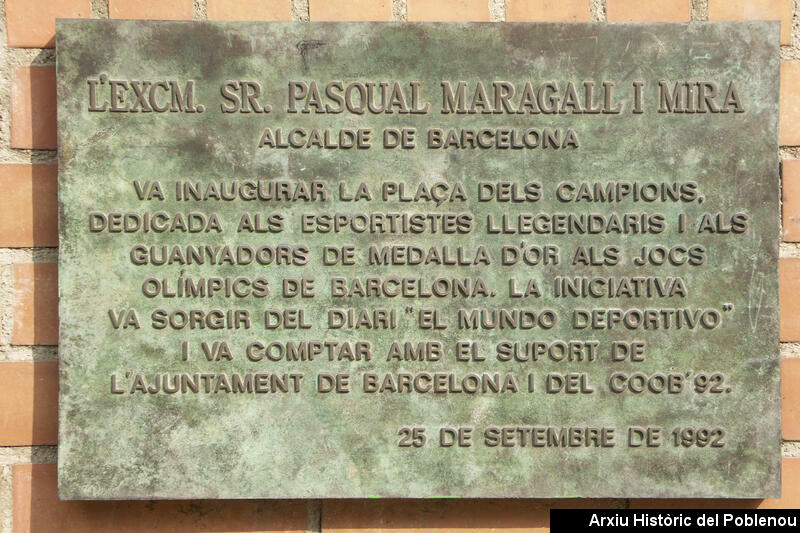 L'EXCM. SR. PASQUAL MARAGALL I MIRA
ALCALDE DE BARCELONA
VA INAUGURAR LA PLAÇA DELS CAMPIONS,
DEDICADA ALS ESPORTISTES LLEGENDARIS I ALS
GUANYADORS DE MEDALLA D'OR ALS JOCS
OLÍMPICS DE BARCELONA. LA INICIATIVA
VA SORGIR DEL DIARI "EL MUNDO DEPORTIVO"
I VA COMPTAR AMB EL SUPORT DE
L'AJUNTAMENT DE BARCELONA I DEL COOB'92.
25 DE SETEMBRE DE 1992
Arxiu Històric del Poblenou